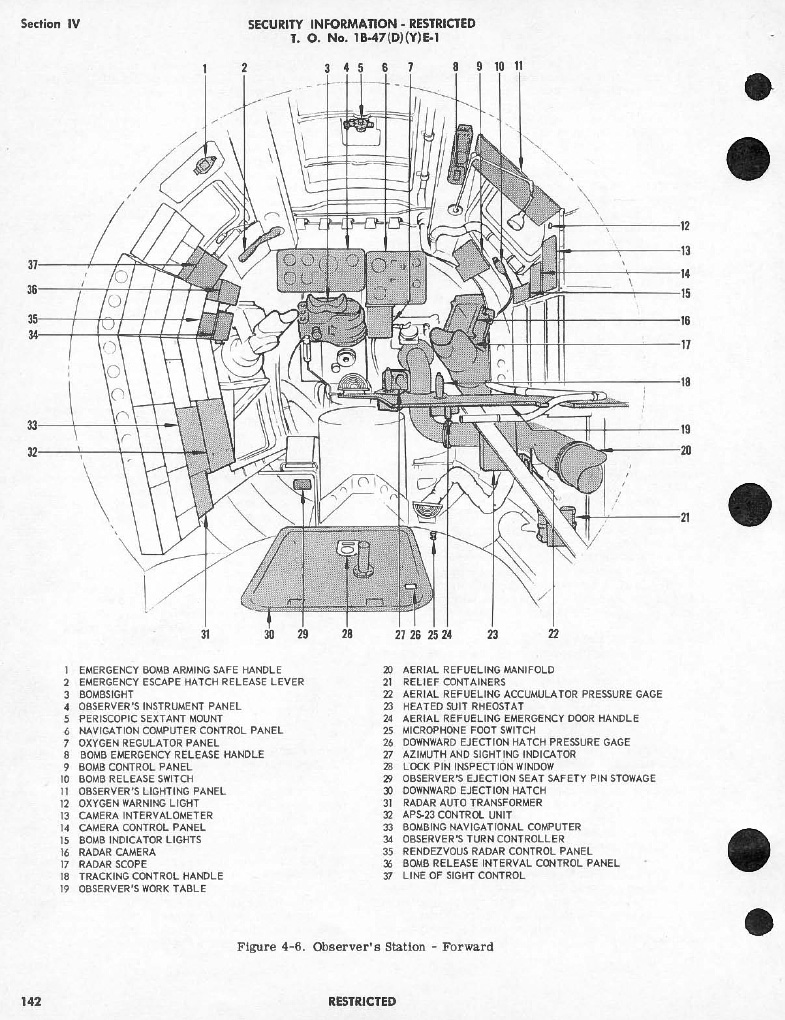 Section IV
SECURITY INFORMATION - RESTRICTED
T. O. No. 1B-47(D)(Y)E-1
1 2 3 4 5 6 7 8 9 10 11
12
13
14
15
16
17
18
19
20
21
37
36
35
34
33
32
31 30 29 28 27 26 25 24 23 22
1 EMERGENCY BOMB ARMING SAFE HANDLE
2 EMERGENCY ESCAPE HATCH RELEASE LEVER
3 BOMBSIGHT
4 OBSERVER'S INSTRUMENT PANEL
5 PERISCOPIC SEXTANT MOUNT
6 NAVIGATION COMPUTER CONTROL PANEL
7 OXYGEN REGULATOR PANEL
8 BOMB EMERGENCY RELEASE HANDLE
9 BOMB CONTROL PANEL
10 BOMB RELEASE SWITCH
11 OBSERVER'S LIGHTING PANEL
12 OXYGEN WARNING LIGHT
13 CAMERA INTERVALOMETER
14 CAMERA CONTROL PANEL
15 BOMB INDICATOR LIGHTS
16 RADAR CAMERA
17 RADAR SCOPE
18 TRACKING CONTROL HANDLE
19 OBSERVER'S WORK TABLE
20 AERIAL REFUELING MANIFOLD
21 RELIEF CONTAINERS
22 AERIAL REFUELING ACCUMULATOR PRESSURE GAGE
23 HEATED SUIT RHEOSTAT
24 AERIAL REFUELING EMERGENCY DOOR HANDLE
25 MICROPHONE FOOT SWITCH
26 DOWNWARD EJECTION HATCH PRESSURE GAGE
27 AZIMUTH AND SIGHTING INDICATOR
28 LOCK PIN INSPECTION WINDOW
29 OBSERVER'S EJECTION SEAT SAFETY PIN STOWAGE
30 DOWNWARD EJECTION HATCH
31 RADAR AUTO TRANSFORMER
32 APS-23 CONTROL UNIT
33 BOMBING NAVIGATIONAL COMPUTER
34 OBSERVER'S TURN CONTROLLER
35 RENDEZVOUS RADAR CONTROL PANEL
36 BOMB RELEASE INTERVAL CONTROL PANEL
37 LINE OF SIGHT CONTROL
Figure 4-6. Observer's Station - Forward
142
RESTRICTED